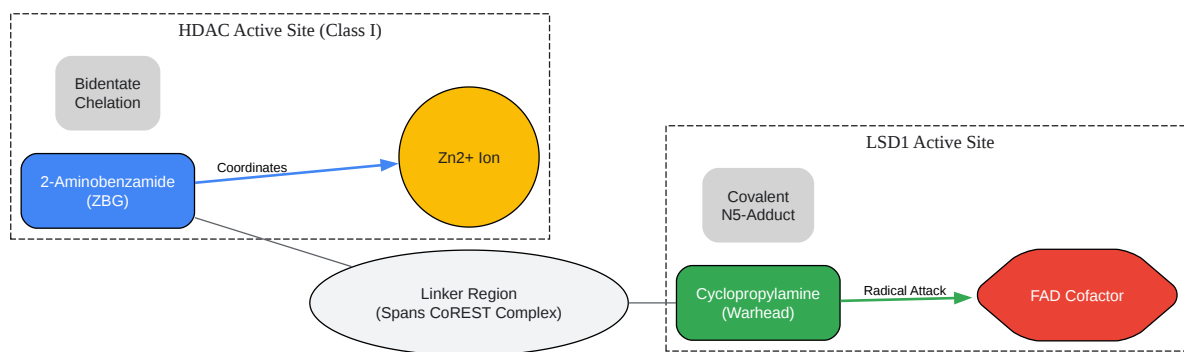 HDAC Active Site (Class I)
Bidentate
Chelation
2-Aminobenzamide
(ZBG)
Coordinates
Zn2+ Ion
Linker Region
(Spans CoREST Complex)
LSD1 Active Site
Covalent
N5-Adduct
Cyclopropylamine
(Warhead)
Radical Attack
FAD Cofactor